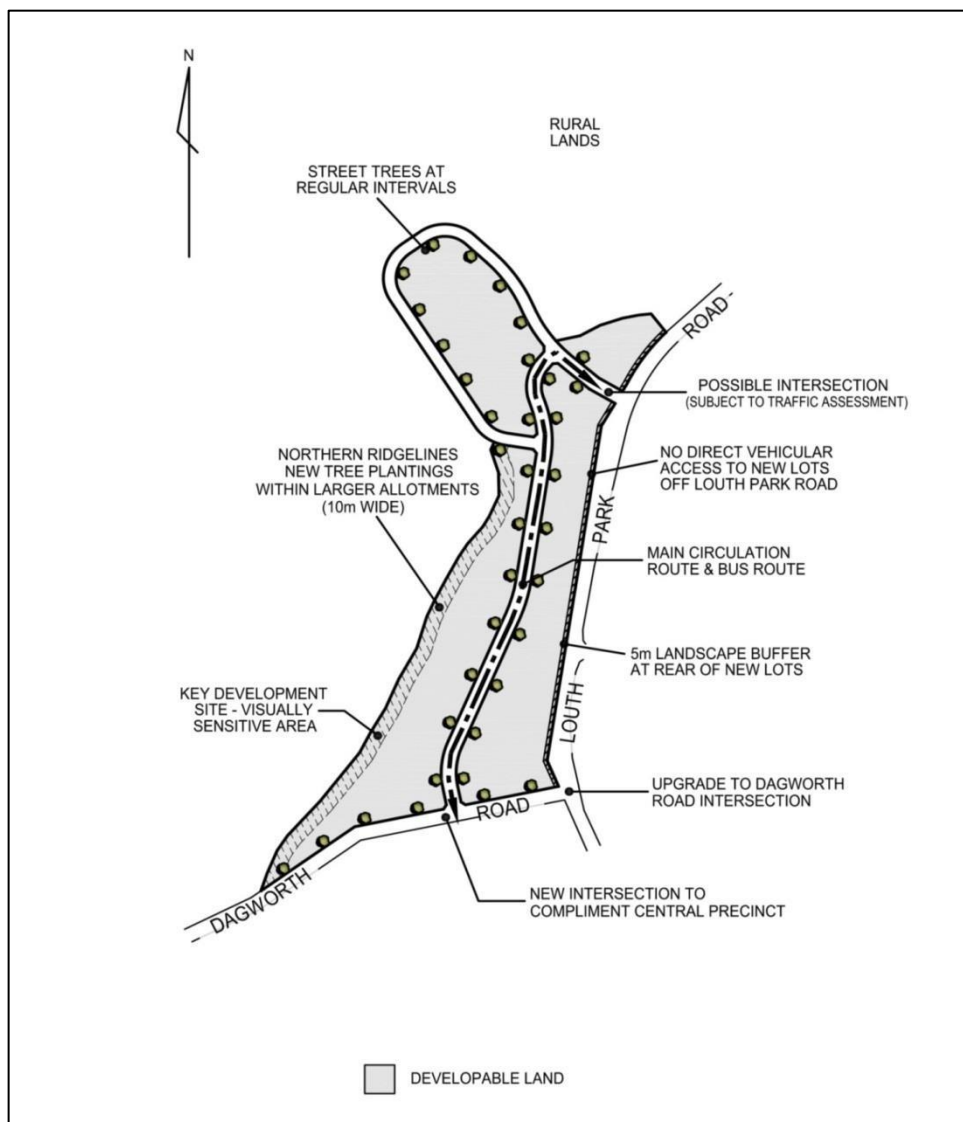 N
RURAL
LANDS
STREET TREES AT
REGULAR INTERVALS
ROAD
POSSIBLE INTERSECTION
(SUBJECT TO TRAFFIC ASSESSMENT)
NORTHERN RIDGELINES
NEW TREE PLANTINGS
WITHIN LARGER ALLOTMENTS
(10m WIDE)
NO DIRECT VEHICULAR
ACCESS TO NEW LOTS
OFF LOUTH PARK ROAD
PARK
MAIN CIRCULATION
ROUTE & BUS ROUTE
5m LANDSCAPE BUFFER
AT REAR OF NEW LOTS
KEY DEVELOPMENT
SITE - VISUALLY
SENSITIVE AREA
LOUTH
UPGRADE TO DAGWORTH
ROAD INTERSECTION
ROAD
DAGWORTH
NEW INTERSECTION TO
COMPLIMENT CENTRAL PRECINCT
DEVELOPABLE LAND